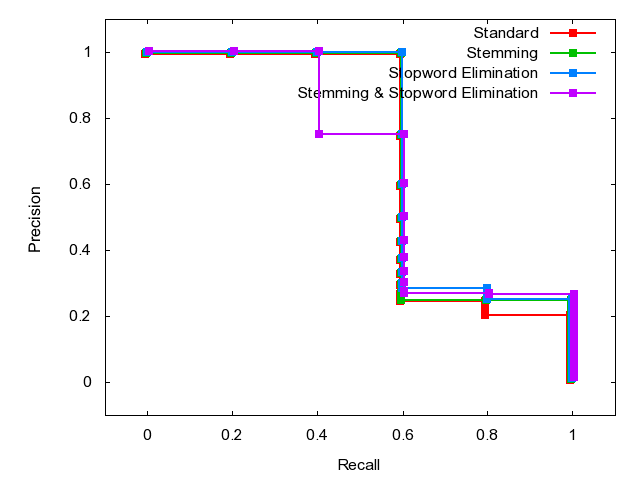 Standard
Stemming
Stopword Elimination
Stemming & Stopword Elimination
1
0.8
0.6
0.4
0.2
0
Precision
0 0.2 0.4 0.6 0.8 1
Recall